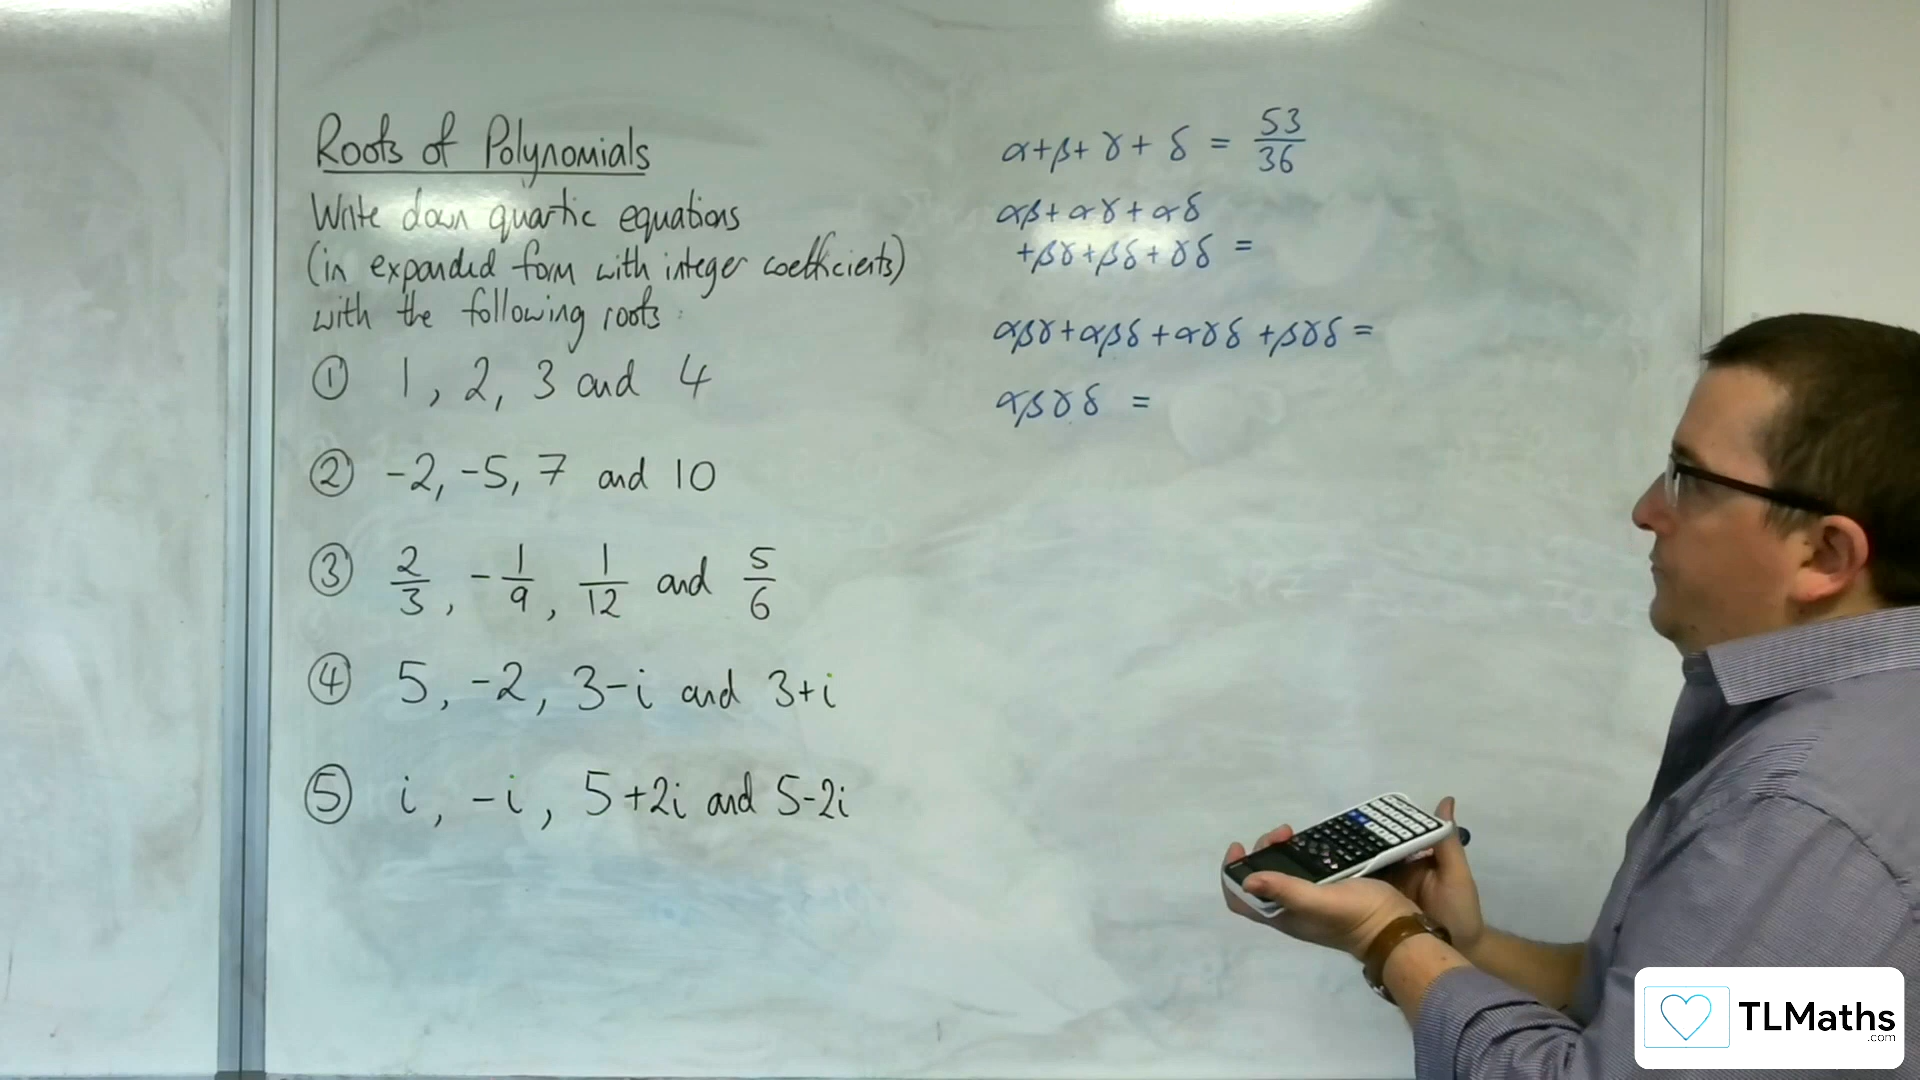 Roots of Polynomials
Write down quartic equations
(in expanded form with integer coefficients)
with the following roots:
① 1, 2, 3 and 4
② -2, -5, 7 and 10
③ 2/3, -1/9, 1/12 and 5/6
④ 5, -2, 3-i and 3+i
⑤ i, -i, 5+2i and 5-2i
α+β+γ+δ = 53/36
αβ+αγ+αδ
+βγ+βδ+γδ =
αβγ+αβδ+αγδ+βγδ =
αβγδ =
TLMaths
.com